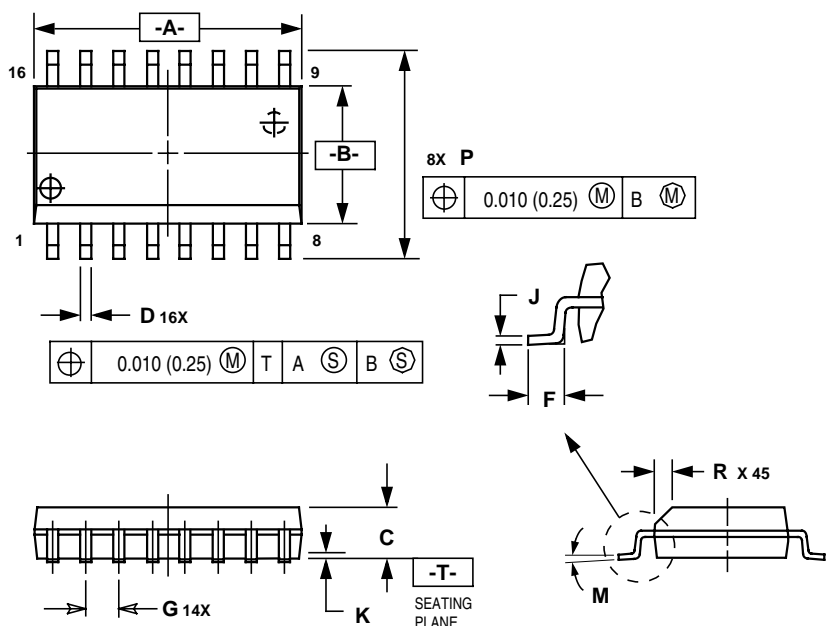 -A-
16 9
-B-
8X P
0.010 (0.25) M B M
1 8
D 16X
J
0.010 (0.25) M T A S B S
F
R X 45
C
-T-
G 14X
K
SEATING
PLANE
M